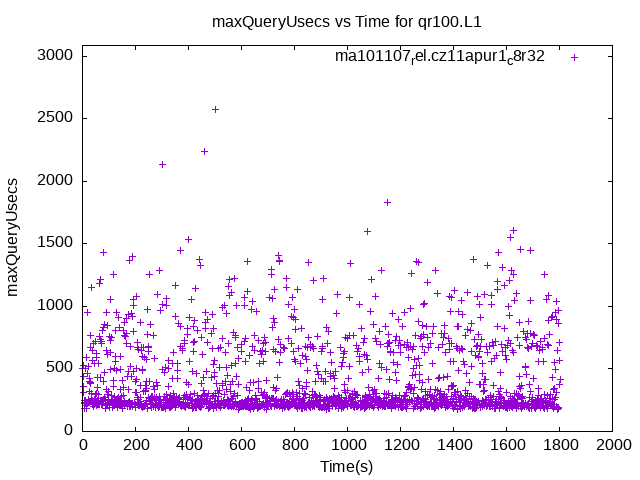 maxQueryUsecs vs Time for qr100.L1
ma101107rel.cz11apur1c8r32
3000
2500
2000
1500
1000
500
0
maxQueryUsecs
0 200 400 600 800 1000 1200 1400 1600 1800 2000
Time(s)